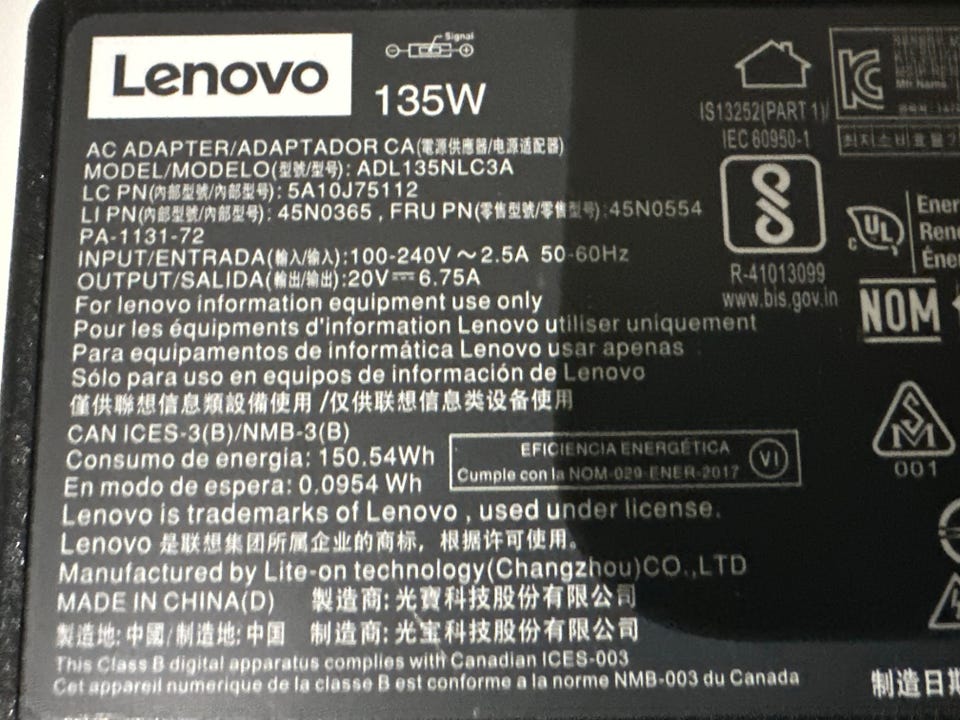 Lenovo
Signal
135W
AC ADAPTER/ADAPTADOR CA(電源供應器/电源适配器)
MODEL/MODELO(型號/型号): ADL135NLC3A
LC PN(內部型號/內部型号): 5A10J75112
LI PN(內部型號/內部型号): 45N0365 , FRU PN(零售型號/零售型号):45N0554
PA-1131-72
INPUT/ENTRADA(輸入/输入):100-240V ~ 2.5A 50-60Hz
OUTPUT/SALIDA(輸出/输出):20V⎓6.75A
For lenovo information equipment use only
Pour les équipments d'information Lenovo utiliser uniquement
Para equipamentos de informática Lenovo usar apenas
Sólo para uso en equipos de información de Lenovo
僅供聯想信息類設備使用 /仅供联想信息类设备使用
CAN ICES-3(B)/NMB-3(B)
Consumo de energia: 150.54Wh
En modo de espera: 0.0954 Wh
EFICIENCIA ENERGÉTICA
Cumple con la NOM-029-ENER-2017
VI
Lenovo is trademarks of Lenovo , used under license.
Lenovo 是联想集团所属企业的商标，根据许可使用。
Manufactured by Lite-on technology(Changzhou)CO.,LTD
MADE IN CHINA(D) 製造商: 光寶科技股份有限公司
製造地: 中國/制造地: 中国 制造商: 光宝科技股份有限公司
This Class B digital apparatus complies with Canadian ICES-003
Cet appareil numerique de la classe B est conforme a la norme NMB-003 du Canada
IS13252(PART 1)/
IEC 60950-1
R-41013099
www.bis.gov.in
KC
c UL
Ener
Rene
Éner
NOM
001
制造日期